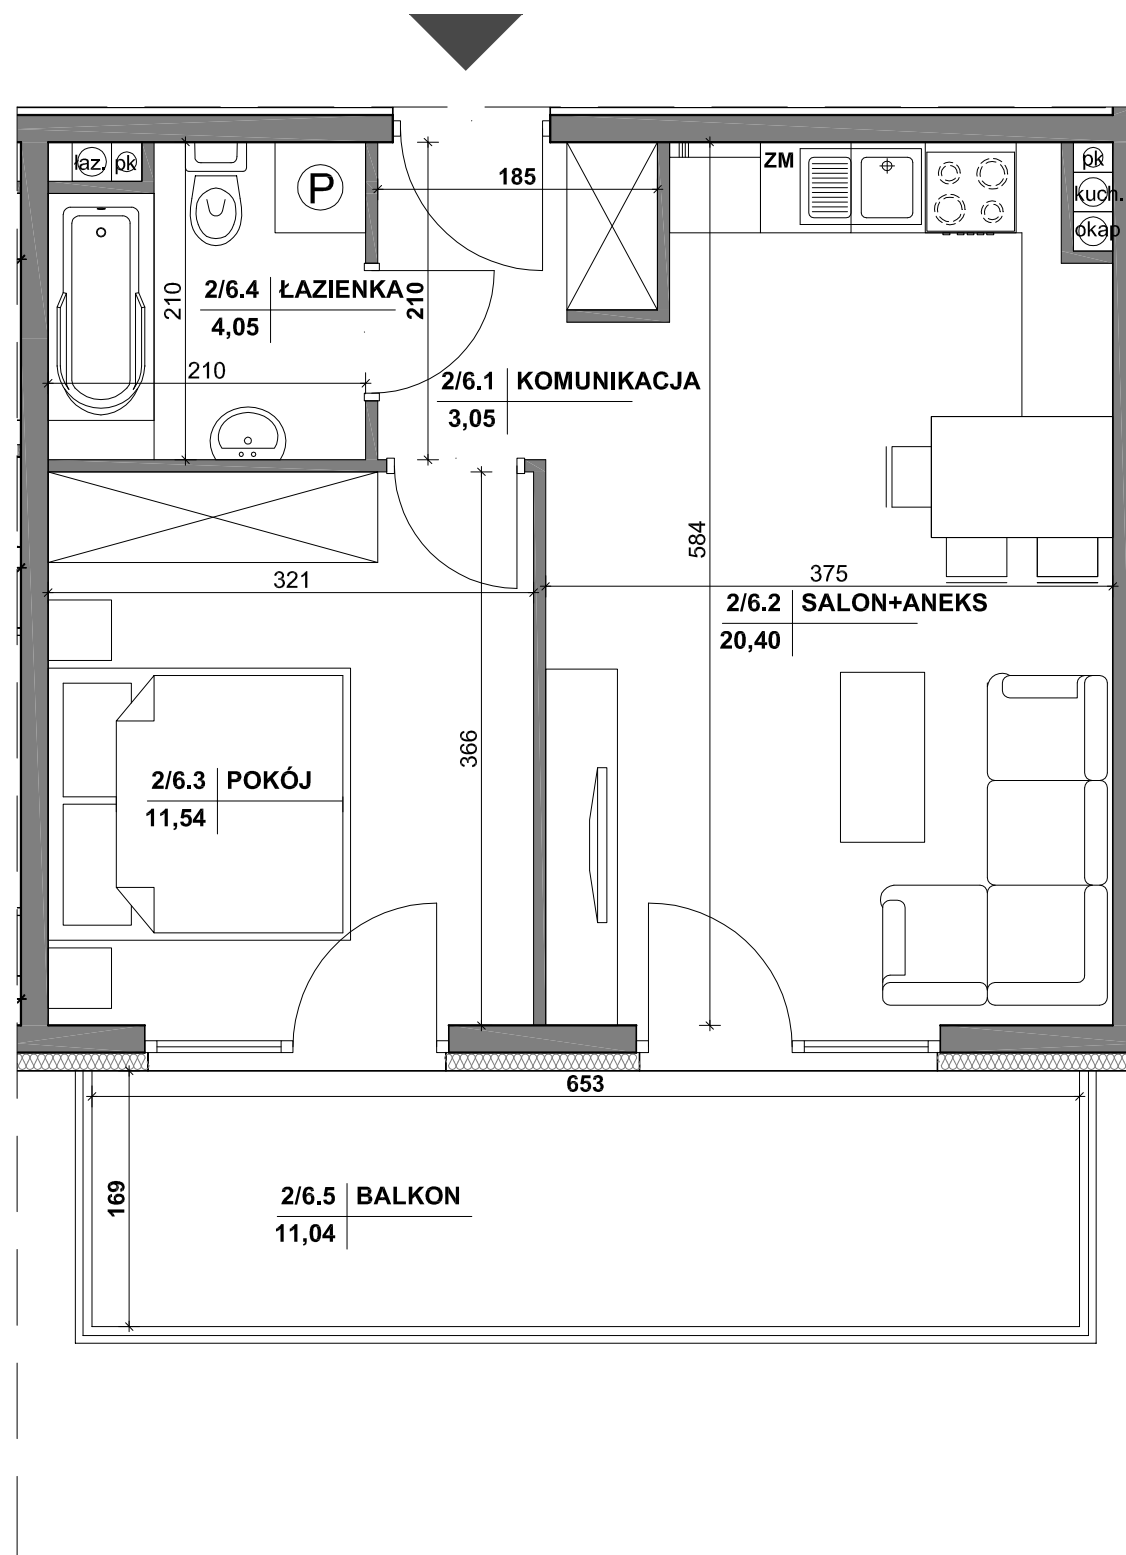 łaz. pk
P
185
ZM
pk
kuch.
okap
210
2/6.4 ŁAZIENKA
4,05
210
210
2/6.1 KOMUNIKACJA
3,05
584
321
375
2/6.2 SALON+ANEKS
20,40
366
2/6.3 POKÓJ
11,54
653
169
2/6.5 BALKON
11,04